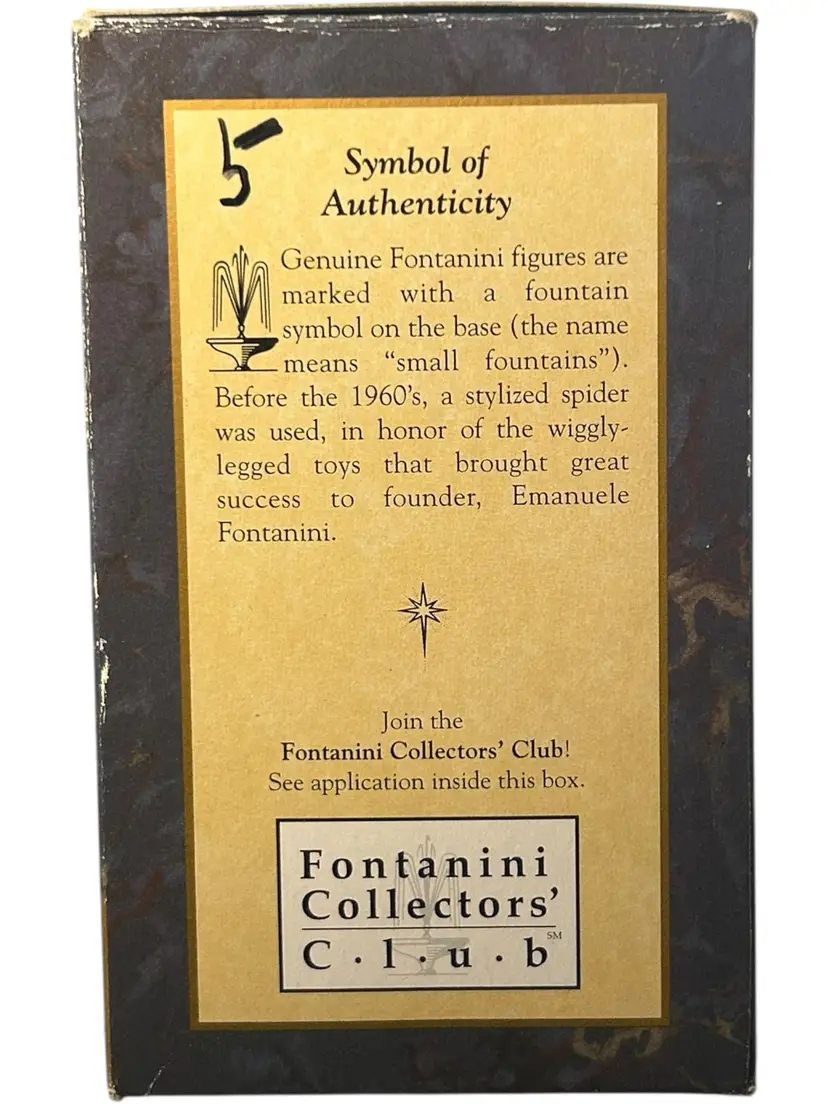 5
Symbol of
Authenticity
Genuine Fontanini figures are
marked with a fountain
symbol on the base (the name
means “small fountains”).
Before the 1960’s, a stylized spider
was used, in honor of the wiggly-
legged toys that brought great
success to founder, Emanuele
Fontanini.
Join the
Fontanini Collectors’ Club!
See application inside this box.
Fontanini
Collectors’
C · l · u · b℠